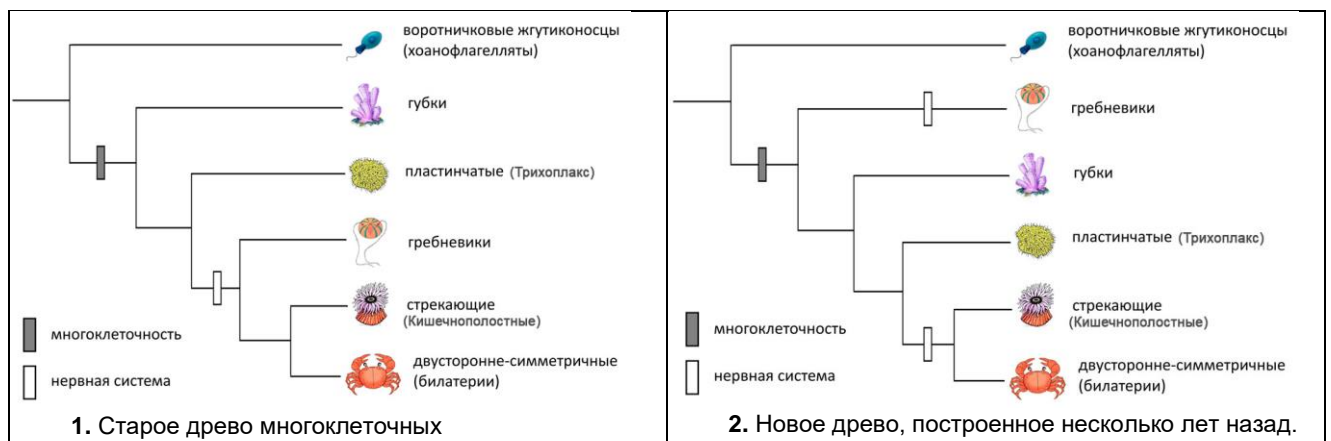 воротничковые жгутиконосцы
(хоанофлагелляты)
губки
пластинчатые (Трихоплакс)
гребневики
стрекающие
(Кишечнополостные)
двусторонне-симметричные
(билатерии)
многоклеточность
нервная система
1. Старое древо многоклеточных
воротничковые жгутиконосцы
(хоанофлагелляты)
гребневики
губки
пластинчатые (Трихоплакс)
стрекающие
(Кишечнополостные)
двусторонне-симметричные
(билатерии)
многоклеточность
нервная система
2. Новое древо, построенное несколько лет назад.